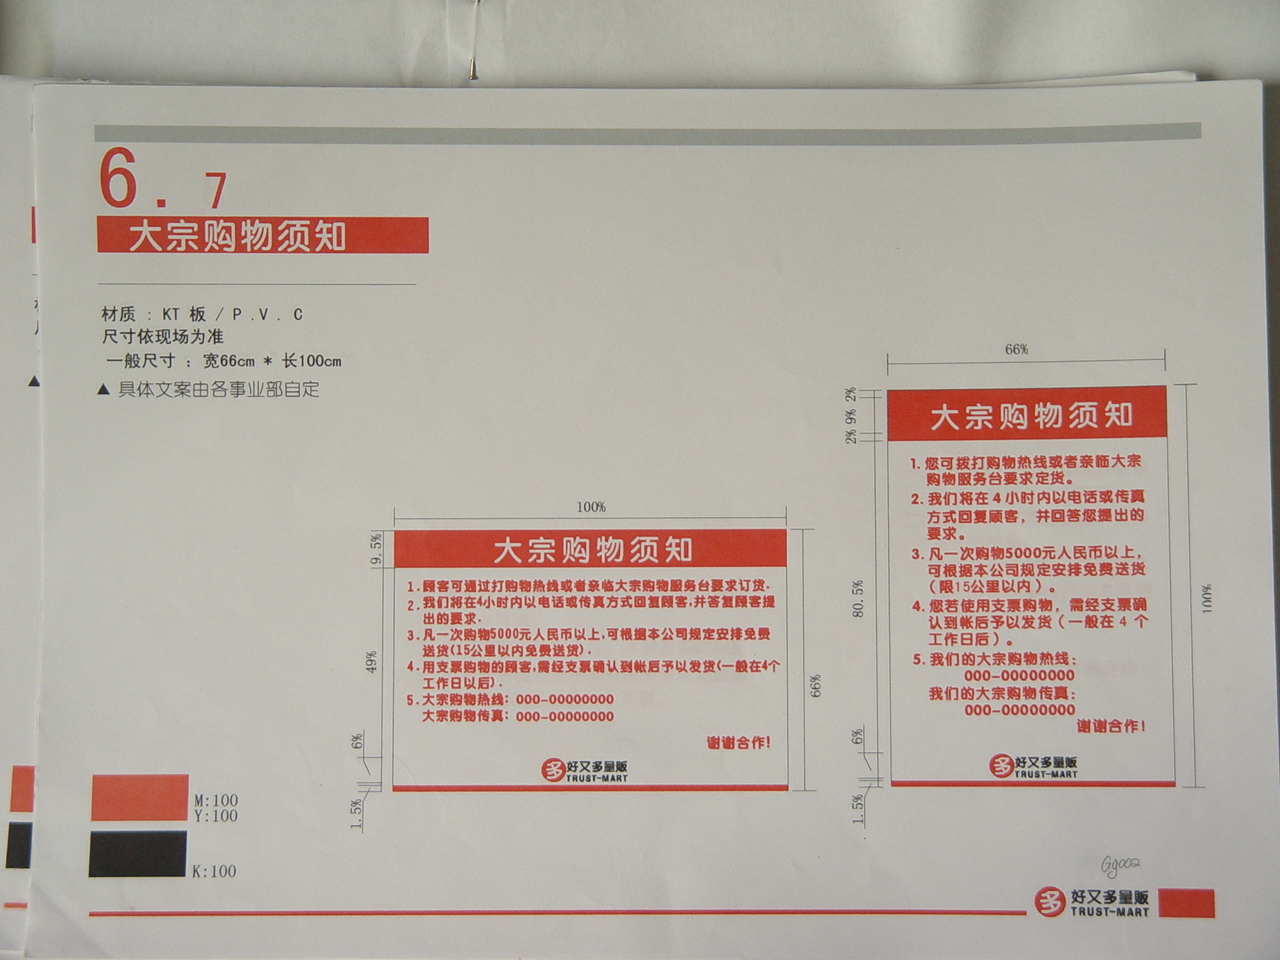 6.7
大宗购物须知
材质 : KT 板 / P.V.C
尺寸依现场为准
一般尺寸 : 宽66cm * 长100cm
▲ 具体文案由各事业部自定
100%
9.5%
49%
6%
1.5%
66%
大宗购物须知
1. 顾客可通过打购物热线或者亲临大宗购物服务台要求订货.
2. 我们将在4小时内以电话或传真方式回复顾客,并答复顾客提
出的要求.
3. 凡一次购物5000元人民币以上,可根据本公司规定安排免费
送货(15公里以内免费送货).
4. 用支票购物的顾客,需经支票确认到帐后予以发货(一般在4个
工作日以后).
5. 大宗购物热线: 000-00000000
大宗购物传真: 000-00000000
谢谢合作!
多 好又多量贩
TRUST-MART
66%
2%
9%
2%
80.5%
6%
1.5%
100%
大宗购物须知
1. 您可拨打购物热线或者亲临大宗
购物服务台要求定货。
2. 我们将在4小时内以电话或传真
方式回复顾客，并回答您提出的
要求。
3. 凡一次购物5000元人民币以上,
可根据本公司规定安排免费送货
（限15公里以内）。
4. 您若使用支票购物，需经支票确
认到帐后予以发货（一般在4个
工作日后）。
5. 我们的大宗购物热线:
000-00000000
我们的大宗购物传真:
000-00000000
谢谢合作!
多 好又多量贩
TRUST-MART
M:100
Y:100
K:100
Gg002
多 好又多量贩
TRUST-MART